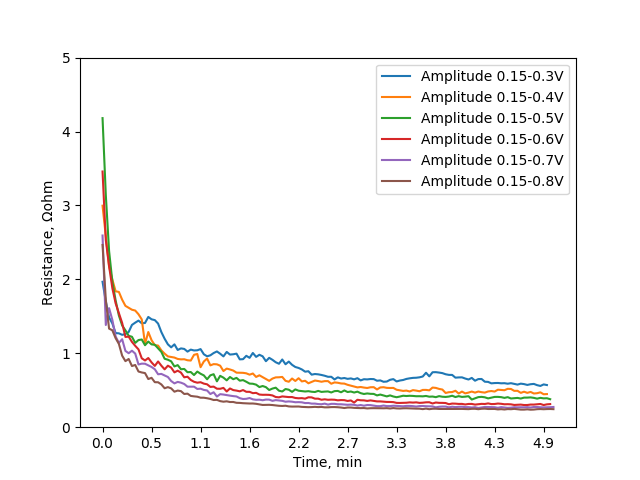 5
Amplitude 0.15-0.3V
Amplitude 0.15-0.4V
Amplitude 0.15-0.5V
Amplitude 0.15-0.6V
Amplitude 0.15-0.7V
Amplitude 0.15-0.8V
4
3
2
1
0
Resistance, Ωohm
0.0 0.5 1.1 1.6 2.2 2.7 3.3 3.8 4.3 4.9
Time, min